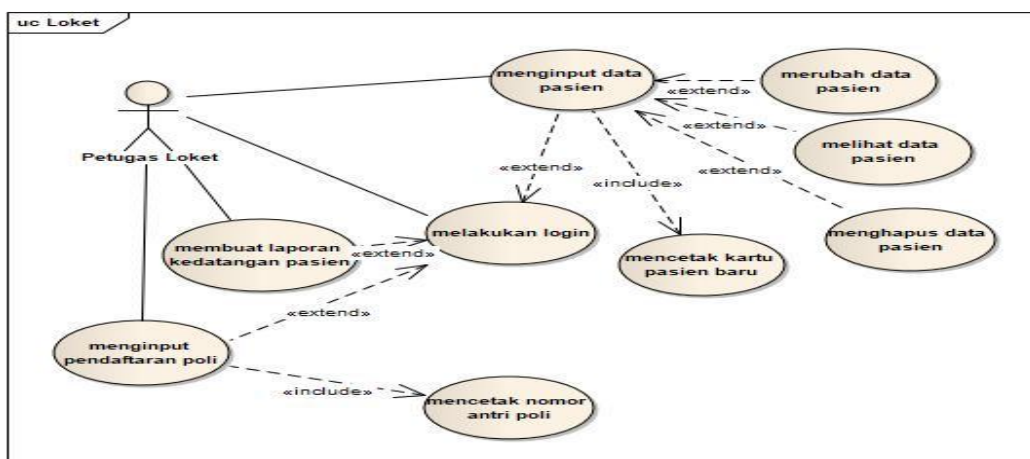 uc Loket
menginput data
pasien
merubah data
pasien
«extend»
«extend»
melihat data
pasien
Petugas Loket
«extend»
«extend»
«include»
menghapus data
pasien
melakukan login
membuat laporan
kedatangan pasien
«extend»
mencetak kartu
pasien baru
«extend»
menginput
pendaftaran poli
«include»
mencetak nomor
antri poli